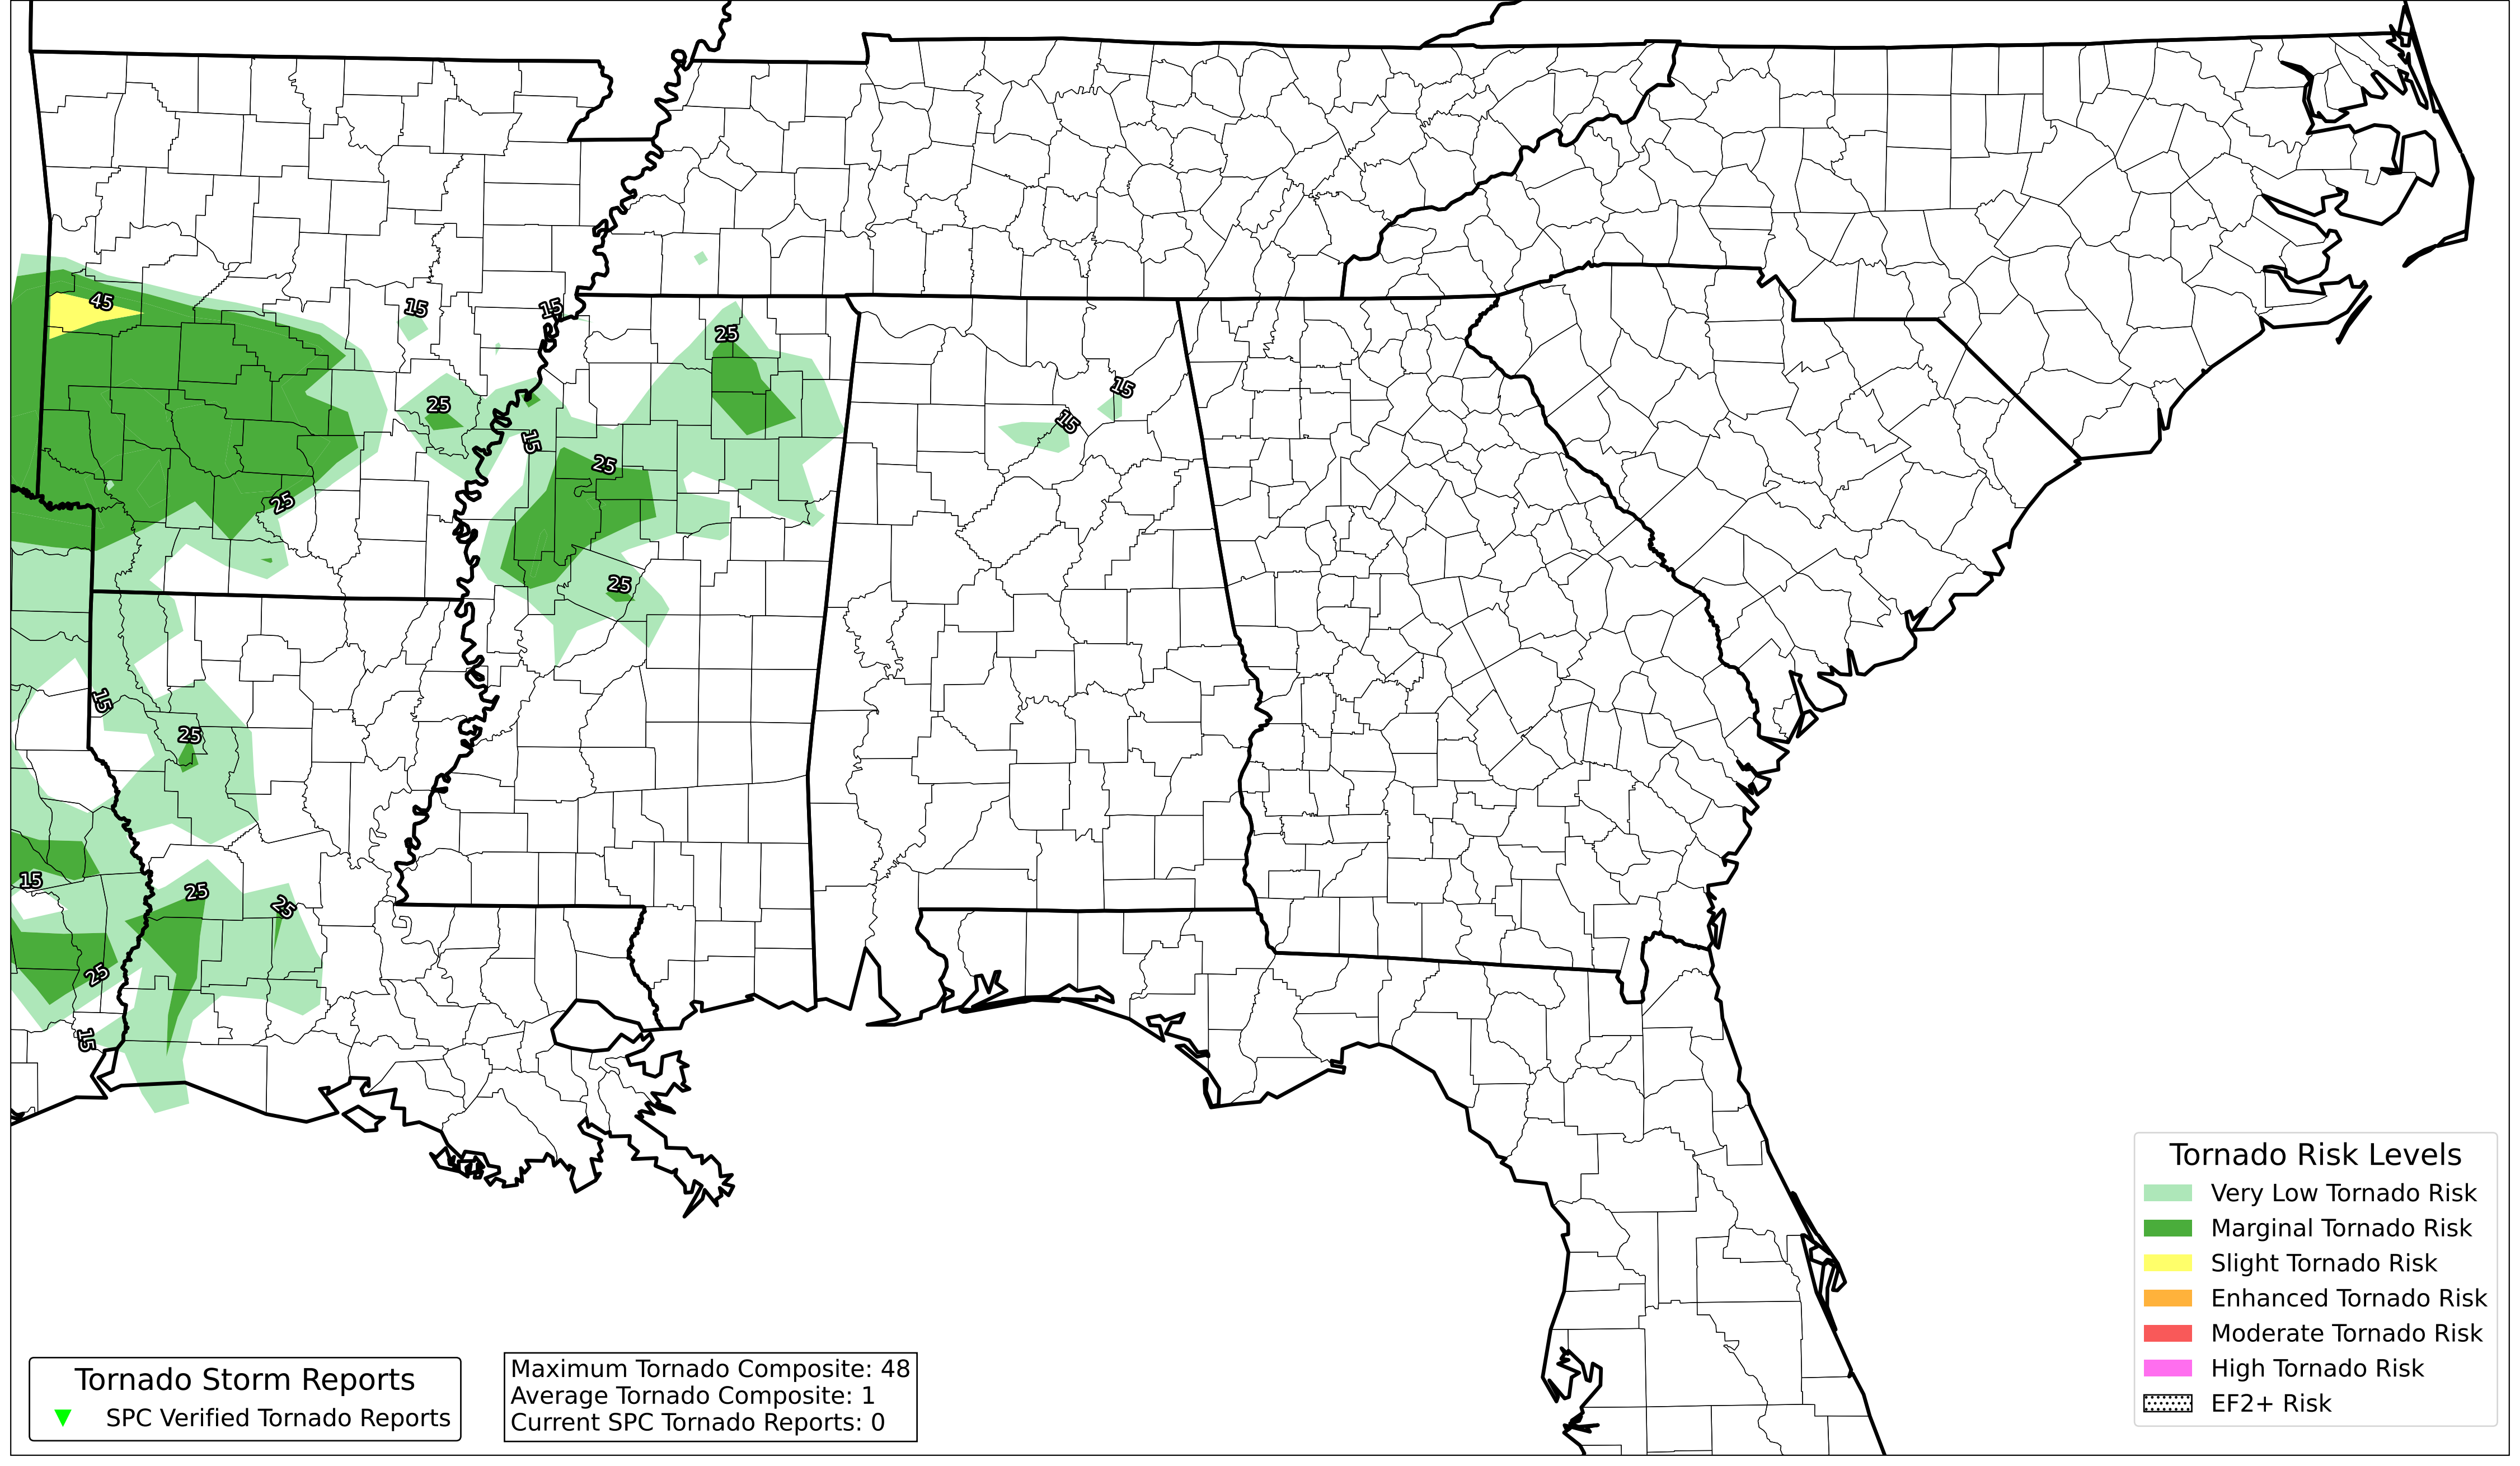 45
15
15
25
15
25
15
25
15
25
25
25
15
25
15
25
25
25
15
Tornado Risk Levels
Very Low Tornado Risk
Marginal Tornado Risk
Slight Tornado Risk
Enhanced Tornado Risk
Moderate Tornado Risk
High Tornado Risk
EF2+ Risk
Tornado Storm Reports
SPC Verified Tornado Reports
Maximum Tornado Composite: 48
Average Tornado Composite: 1
Current SPC Tornado Reports: 0